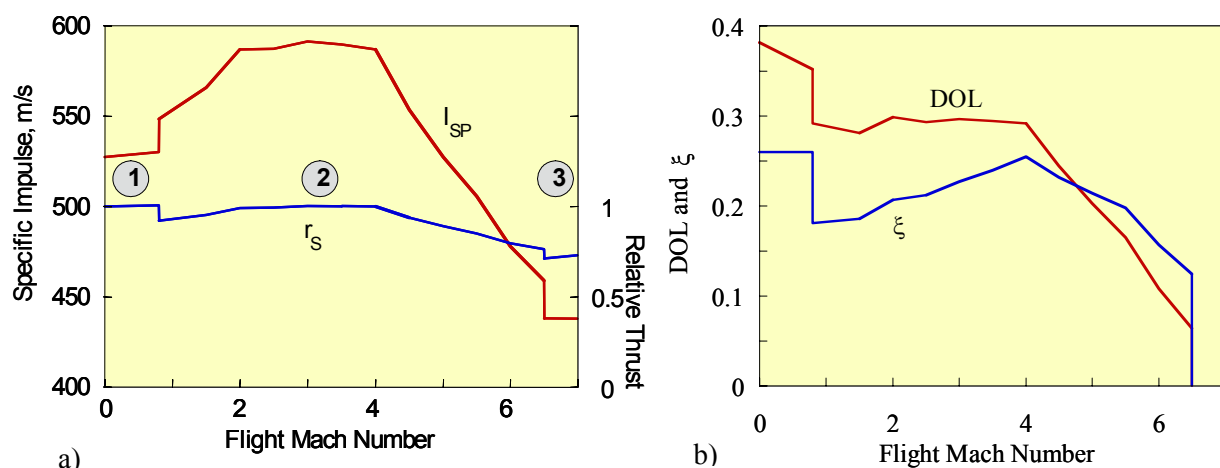 600
550
500
450
400
Specific Impulse, m/s
I_SP
1
2
3
r_S
1
0.5
0
Relative Thrust
0
2
4
6
Flight Mach Number
a)
0.4
0.3
0.2
0.1
0
DOL and ξ
DOL
ξ
0
2
4
6
Flight Mach Number
b)